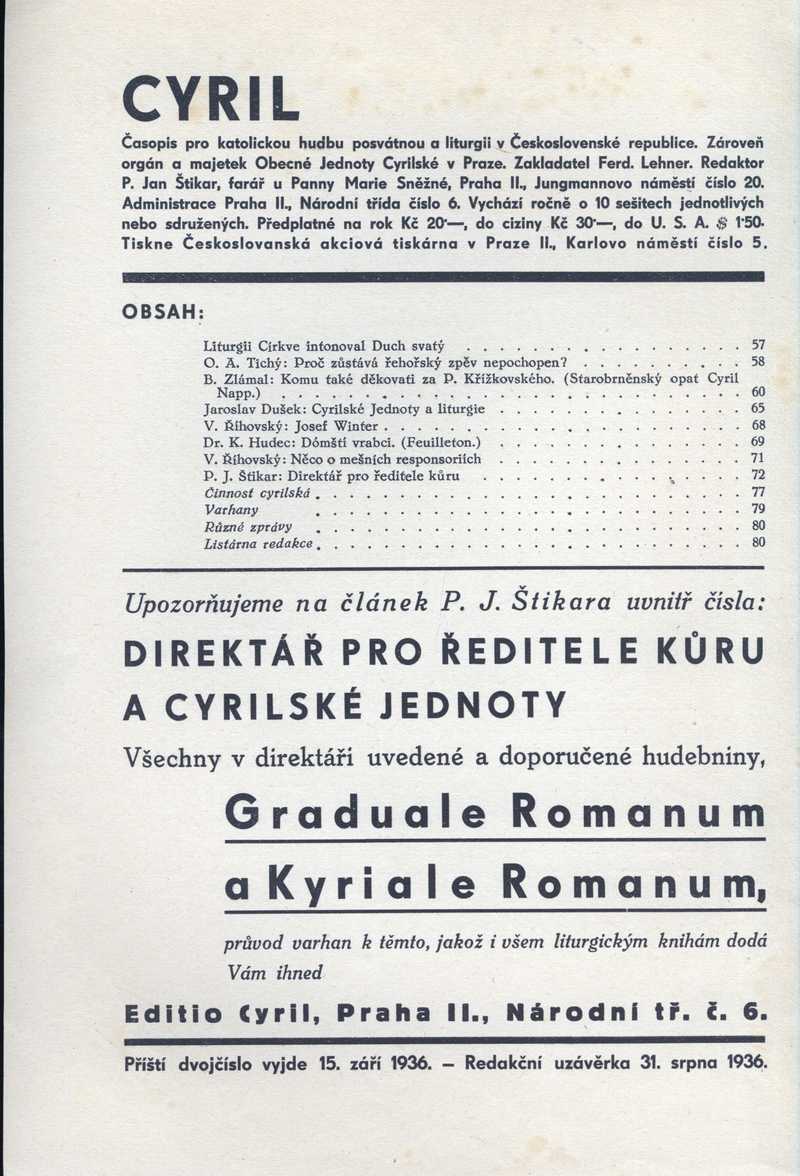 CYRIL
Časopis pro katolickou hudbu posvátnou a liturgii v Československé republice. Zároveň
orgán a majetek Obecné Jednoty Cyrilské v Praze. Zakladatel Ferd. Lehner. Redaktor
P. Jan Štikar, farář u Panny Marie Sněžné, Praha II., Jungmannovo náměstí číslo 20.
Administrace Praha II., Národní třída číslo 6. Vychází ročně o 10 sešitech jednotlivých
nebo sdružených. Předplatné na rok Kč 20·—, do ciziny Kč 30·—, do U. S. A. $ 1·50.
Tiskne Československá akciová tiskárna v Praze II., Karlovo náměstí číslo 5.
OBSAH:
Liturgii Církve intonoval Duch svatý . . . . . . . . . . . . . . 57
O. A. Tichý: Proč zůstává řehořský zpěv nepochopen? . . . . . . . . . 58
B. Zlámal: Komu také děkovati za P. Křížkovského. (Starobrněnský opat Cyril
Napp.) . . . . . . . . . . . . . . . . . . . . . . . 60
Jaroslav Dušek: Cyrilské Jednoty a liturgie . . . . . . . . . . . . . 65
V. Říhovský: Josef Winter . . . . . . . . . . . . . . . . . . 68
Dr. K. Hudec: Dómští vrabci. (Feuilleton.) . . . . . . . . . . . . . 69
V. Říhovský: Něco o mešních responsoriích . . . . . . . . . . . . . 71
P. J. Štikar: Direktář pro ředitele kůru . . . . . . . . . . . . . . 72
Činnost cyrilská . . . . . . . . . . . . . . . . . . . . . . 77
Varhany . . . . . . . . . . . . . . . . . . . . . . 79
Různé zprávy . . . . . . . . . . . . . . . . . . . . . . 80
Listárna redakce . . . . . . . . . . . . . . . . . . . . . . 80
Upozorňujeme na článek P. J. Štikara uvnitř čísla:
DIREKTÁŘ PRO ŘEDITELE KŮRU
A CYRILSKÉ JEDNOTY
Všechny v direktáři uvedené a doporučené hudebniny,
Graduale Romanum
a Kyriale Romanum,
průvod varhan k těmto, jakož i všem liturgickým knihám dodá
Vám ihned
Editio Cyril, Praha II., Národní tř. č. 6.
Příští dvojčíslo vyjde 15. září 1936. — Redakční uzávěrka 31. srpna 1936.